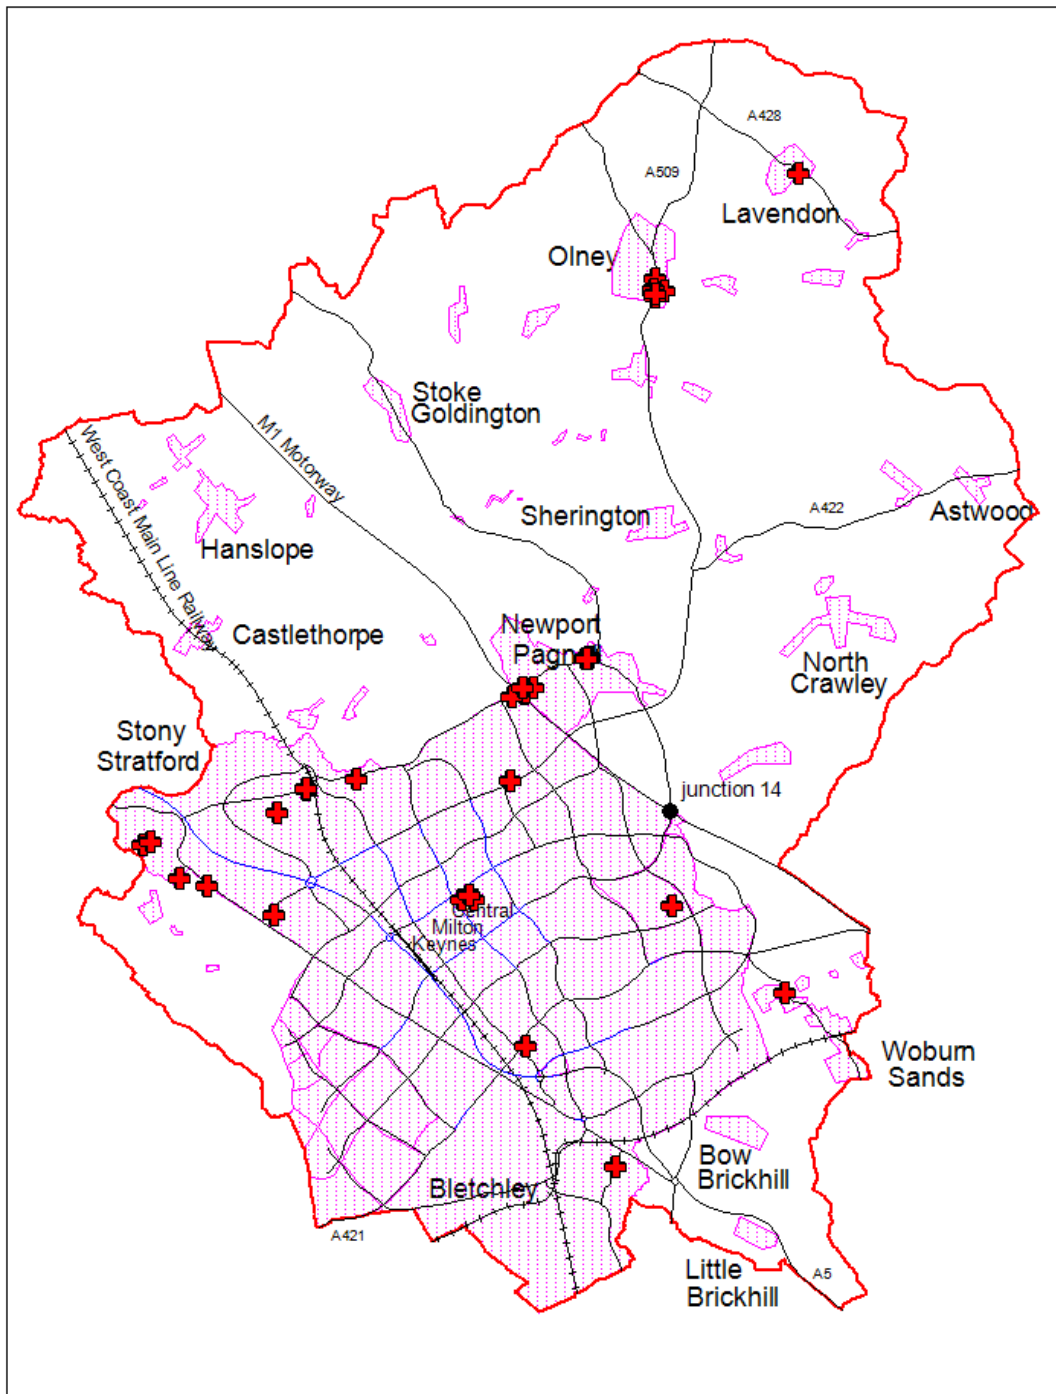 A428
A509
Lavendon
Olney
Stoke
Goldington
M1 Motorway
West Coast Main Line Railway
Sherington
A422
Astwood
Hanslope
Castlethorpe
Newport
Pagnell
North
Crawley
Stony
Stratford
junction 14
Central
Milton
Keynes
Woburn
Sands
Bow
Brickhill
Bletchley
A421
Little
Brickhill
A5